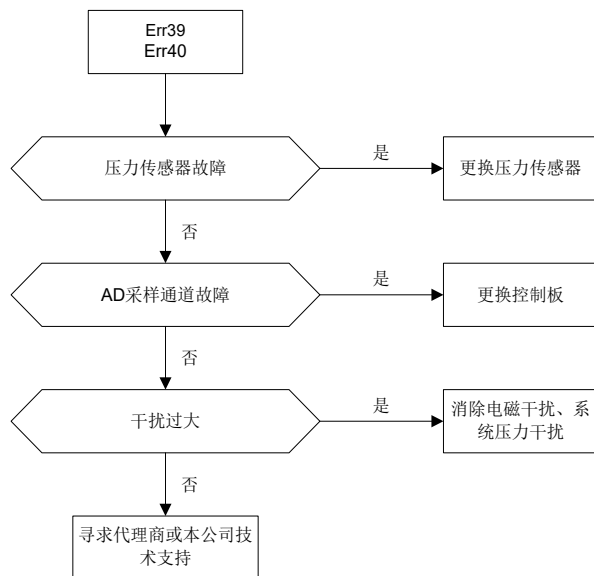 Err39
Err40
压力传感器故障
是
更换压力传感器
否
AD采样通道故障
是
更换控制板
否
干扰过大
是
消除电磁干扰、系
统压力干扰
否
寻求代理商或本公司技
术支持